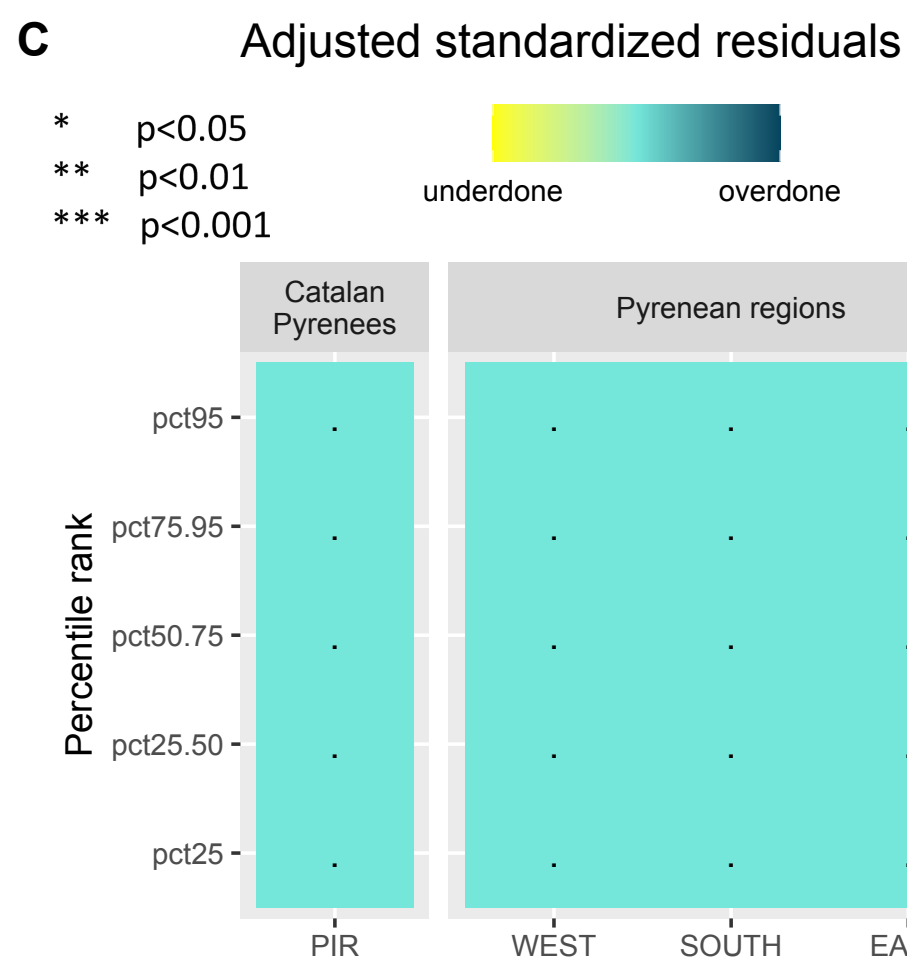 C
Adjusted standardized residuals
* p<0.05
** p<0.01
*** p<0.001
underdone overdone
Catalan
Pyrenees
Pyrenean regions
Percentile rank
pct95
pct75.95
pct50.75
pct25.50
pct25
PIR WEST SOUTH EA